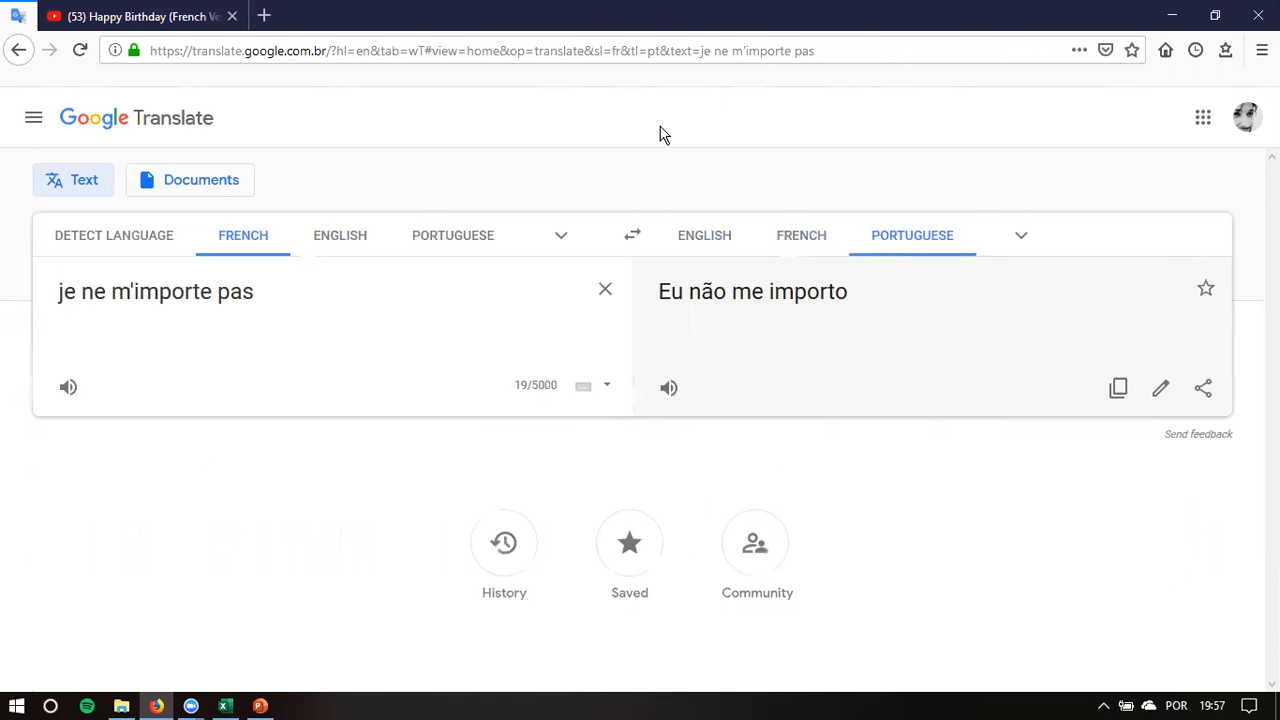 (53) Happy Birthday (French Ve
https://translate.google.com.br/?hl=en&tab=wT#view=home&op=translate&sl=fr&tl=pt&text=je ne m'importe pas
Google Translate
Text
Documents
DETECT LANGUAGE
FRENCH
ENGLISH
PORTUGUESE
ENGLISH
FRENCH
PORTUGUESE
je ne m'importe pas
Eu não me importo
19/5000
Send feedback
History
Saved
Community
POR
19:57